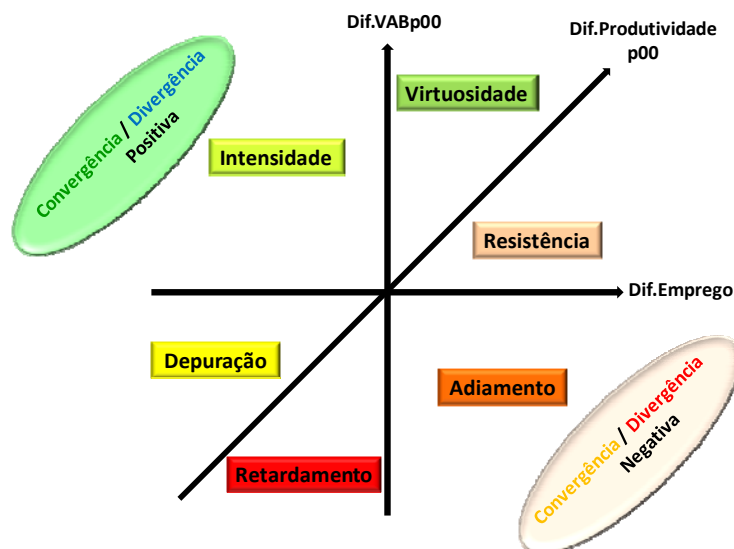 Dif.VABp00
Dif.Produtividade
p00
Convergência / Divergência
Positiva
Virtuosidade
Intensidade
Resistência
Dif.Emprego
Depuração
Adiamento
Convergência / Divergência
Negativa
Retardamento